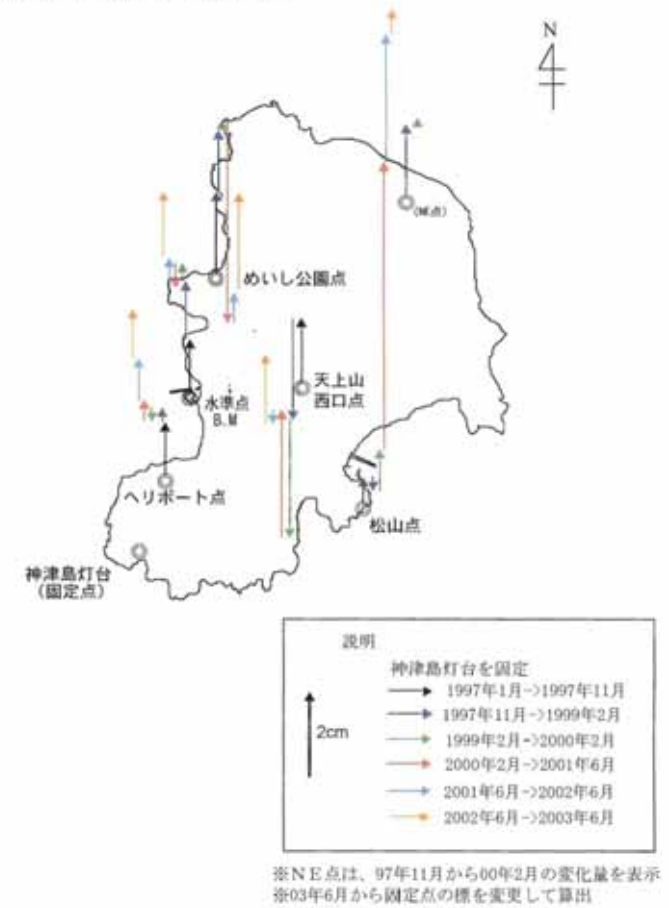 N
(NE点)
めいし公園点
天上山
西口点
水準点
B.M
ヘリポート点
松山点
神津島灯台
(固定点)
説明
神津島灯台を固定
2cm
1997年1月->1997年11月
1997年11月->1999年2月
1999年2月->2000年2月
2000年2月->2001年6月
2001年6月->2002年6月
2002年6月->2003年6月
※NE点は、97年11月から00年2月の変化量を表示
※03年6月から固定点の標を変更して算出